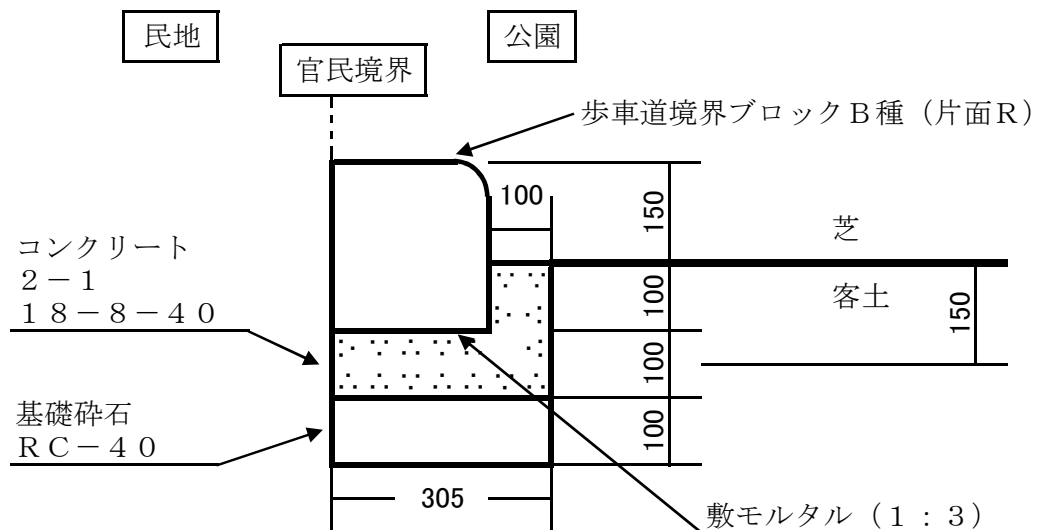 民地
公園
官民境界
歩車道境界ブロックB種(片面R)
100
150
芝
コンクリート
2-1
18-8-40
客土
100
150
100
基礎砕石
RC-40
100
305
敷モルタル(1:3)